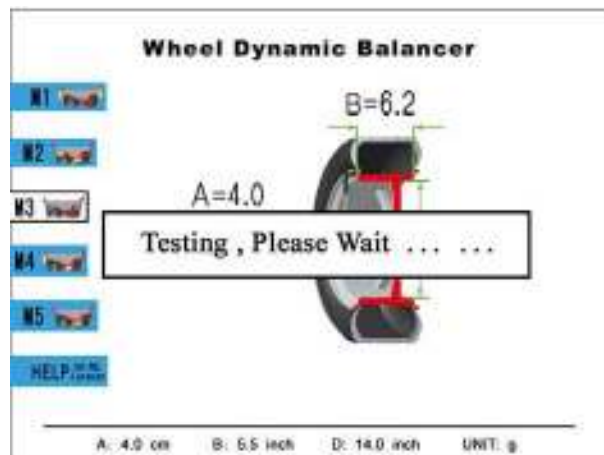 Wheel Dynamic Balancer
M1
B=6.2
M2
A=4.0
M3
Testing , Please Wait ... ...
M4
M5
HELP
A: 4.0 cm B: 5.5 inch D: 14.0 inch UNIT: g